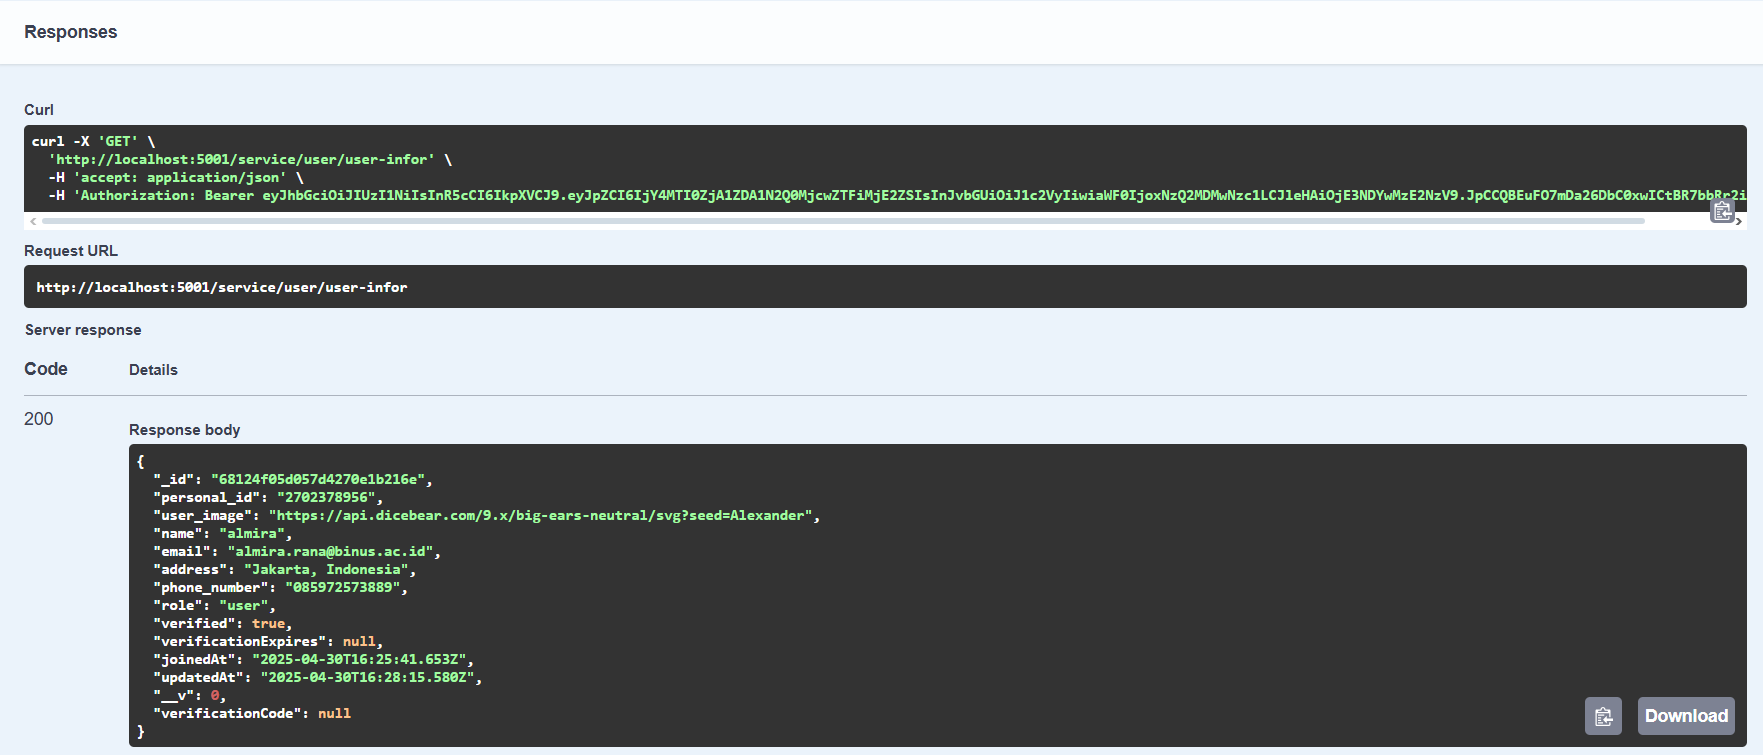 Responses
Curl
curl -X 'GET' \
'http://localhost:5001/service/user/user-infor' \
-H 'accept: application/json' \
-H 'Authorization: Bearer eyJhbGciOiJIUzI1NiIsInR5cCI6IkpXVCJ9.eyJpZCI6IjY4MTI0ZjA1ZDA1N2Q0MjcwZTFiMjE2ZSIsInJvbGUiOiJ1c2VyIiwiaWF0IjoxNzQ2MDMwNzc1LCJleHAiOjE3NDYwMzE2NzV9.JpCCQBEuFO7mDa26DbC0xwICtBR7bbRr2i
Request URL
http://localhost:5001/service/user/user-infor
Server response
Code Details
200
Response body
{
"_id": "68124f05d057d4270e1b216e",
"personal_id": "2702378956",
"user_image": "https://api.dicebear.com/9.x/big-ears-neutral/svg?seed=Alexander",
"name": "almira",
"email": "almira.rana@binus.ac.id",
"address": "Jakarta, Indonesia",
"phone_number": "085972573889",
"role": "user",
"verified": true,
"verificationExpires": null,
"joinedAt": "2025-04-30T16:25:41.653Z",
"updatedAt": "2025-04-30T16:28:15.580Z",
"__v": 0,
"verificationCode": null
}
Download